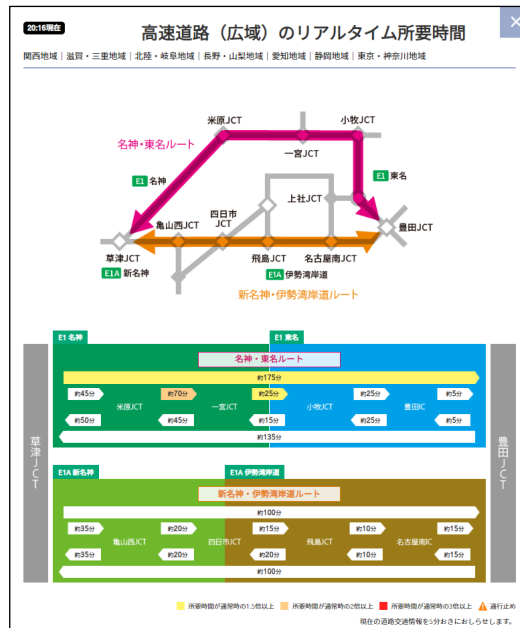 20:16現在
高速道路（広域）のリアルタイム所要時間
×
関西地域｜滋賀・三重地域｜北陸・岐阜地域｜長野・山梨地域｜愛知地域｜静岡地域｜東京・神奈川地域
米原JCT
小牧JCT
名神・東名ルート
一宮JCT
E1 名神
E1 東名
上社JCT
四日市
JCT
亀山西JCT
豊田JCT
草津JCT
飛島JCT
名古屋南JCT
E1A 新名神
E1A 伊勢湾岸道
新名神・伊勢湾岸道ルート
E1 名神
E1 東名
名神・東名ルート
約175分
約45分
約70分
約25分
約25分
約5分
米原JCT
一宮JCT
小牧JCT
豊田IC
約50分
約45分
約15分
約25分
約5分
約135分
草津JCT
豊田JCT
E1A 新名神
E1A 伊勢湾岸道
新名神・伊勢湾岸道ルート
約100分
約35分
約20分
約15分
約10分
約15分
亀山西JCT
四日市JCT
飛島JCT
名古屋南IC
約35分
約20分
約20分
約10分
約15分
約100分
所要時間が通常時の1.5倍以上
所要時間が通常時の2倍以上
所要時間が通常時の3倍以上
通行止め
現在の道路交通情報を5分おきにおしらせします。